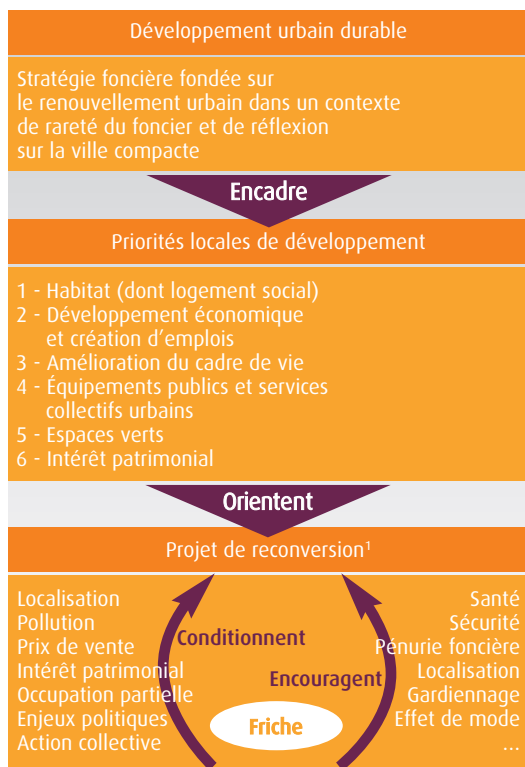 Développement urbain durable
Stratégie foncière fondée sur
le renouvellement urbain dans un contexte
de rareté du foncier et de réflexion
sur la ville compacte
Encadre
Priorités locales de développement
1 - Habitat (dont logement social)
2 - Développement économique
et création d'emplois
3 - Amélioration du cadre de vie
4 - Équipements publics et services
collectifs urbains
5 - Espaces verts
6 - Intérêt patrimonial
Orientent
Projet de reconversion¹
Localisation
Pollution
Prix de vente
Intérêt patrimonial
Occupation partielle
Enjeux politiques
Action collective
Conditionnent
Encouragent
Friche
Santé
Sécurité
Pénurie foncière
Localisation
Gardiennage
Effet de mode
...